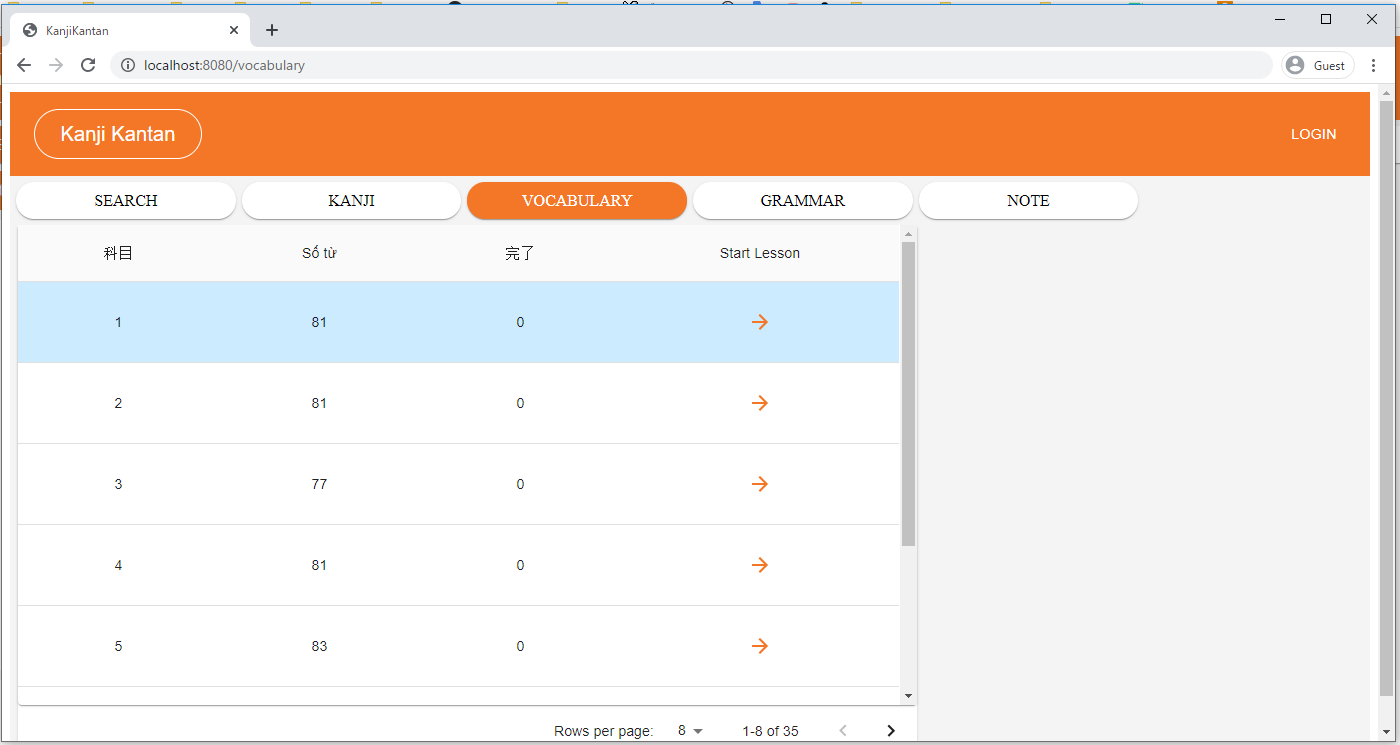 KanjiKantan
localhost:8080/vocabulary
Guest
Kanji Kantan
LOGIN
SEARCH KANJI VOCABULARY GRAMMAR NOTE
科目 Số từ 完了 Start Lesson
1 81 0
2 81 0
3 77 0
4 81 0
5 83 0
Rows per page: 8 1-8 of 35